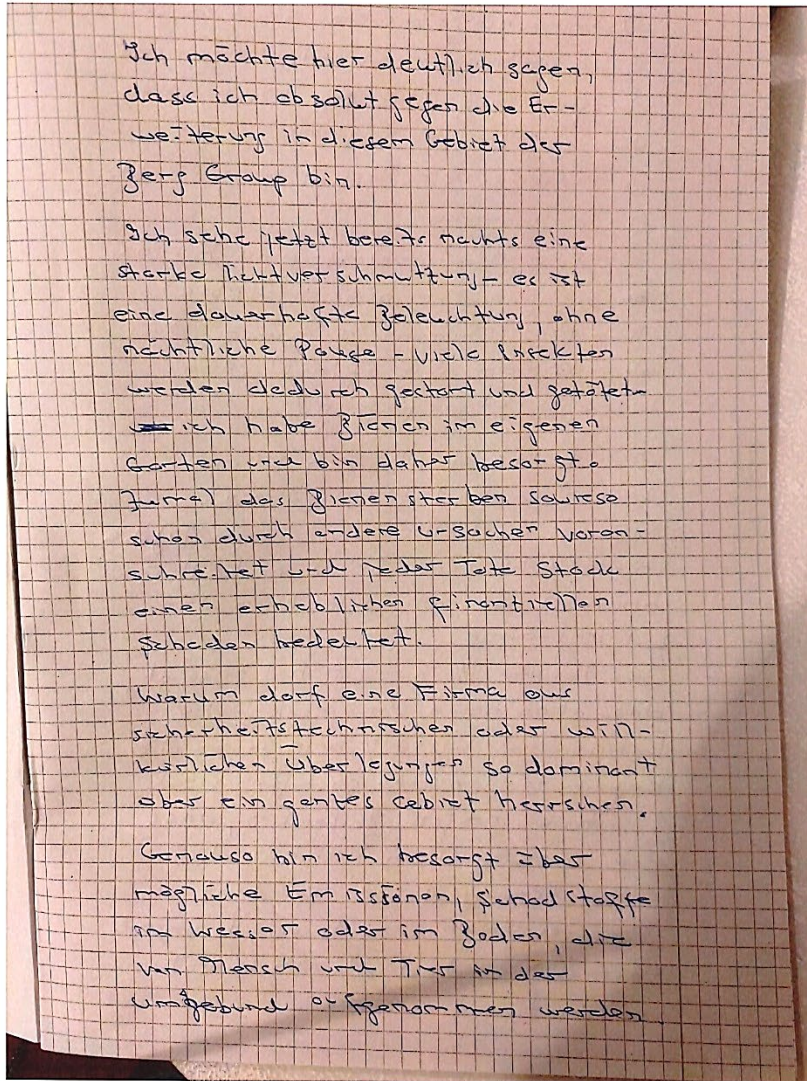 Ich möchte hier deutlich sagen,
dass ich absolut gegen die Er-
weiterung in diesem Gebiet der
Berg Group bin.
Ich sehe jetzt bereits nachts eine
starke Lichtverschmutzung - es ist
eine dauerhafte Beleuchtung, ohne
nächtliche Pause - viele Insekten
werden dadurch gestört und getötet -
ich habe Bienen im eigenen
Garten und bin daher besorgt.
Zumal das Bienensterben sowieso
schon durch andere Ursachen voran-
schreitet und jeder Tote Stock
einen erheblichen finantiellen
Schaden bedeutet.
Warum darf eine Firma aus
sicherheitstechnischen oder will-
kürlichen Überlegungen so dominant
über ein gantes Gebiet herrschen.
Genauso bin ich besorgt über
mögliche Emissionen, Schadstoffe
im Wasser oder im Boden, die
von Mensch und Tier in der
Umgebund aufgenommen werden